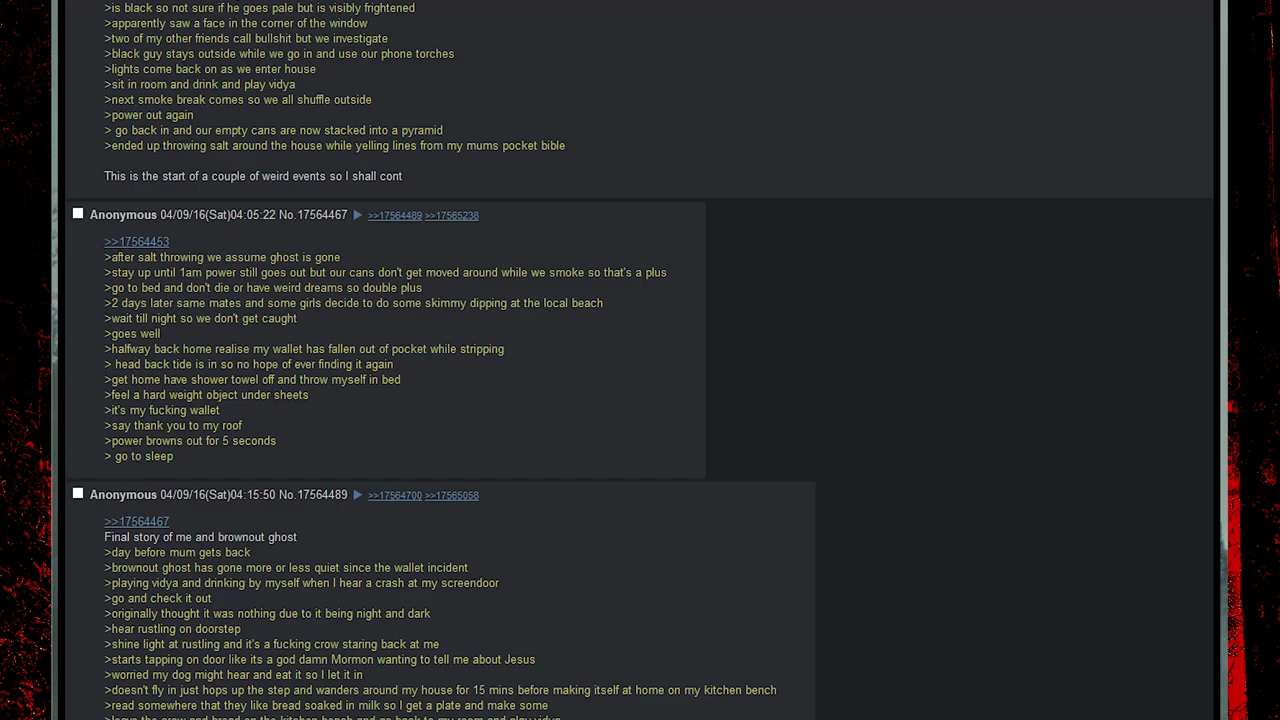 >is black so not sure if he goes pale but is visibly frightened
>apparently saw a face in the corner of the window
>two of my other friends call bullshit but we investigate
>black guy stays outside while we go in and use our phone torches
>lights come back on as we enter house
>sit in room and drink and play vidya
>next smoke break comes so we all shuffle outside
>power out again
> go back in and our empty cans are now stacked into a pyramid
>ended up throwing salt around the house while yelling lines from my mums pocket bible
This is the start of a couple of weird events so I shall cont
Anonymous 04/09/16(Sat)04:05:22 No.17564467 ▶ >>17564489 >>17565238
>>17564453
>after salt throwing we assume ghost is gone
>stay up until 1am power still goes out but our cans don't get moved around while we smoke so that's a plus
>go to bed and don't die or have weird dreams so double plus
>2 days later same mates and some girls decide to do some skimmy dipping at the local beach
>wait till night so we don't get caught
>goes well
>halfway back home realise my wallet has fallen out of pocket while stripping
> head back tide is in so no hope of ever finding it again
>get home have shower towel off and throw myself in bed
>feel a hard weight object under sheets
>it's my fucking wallet
>say thank you to my roof
>power browns out for 5 seconds
> go to sleep
Anonymous 04/09/16(Sat)04:15:50 No.17564489 ▶ >>17564700 >>17565058
>>17564467
Final story of me and brownout ghost
>day before mum gets back
>brownout ghost has gone more or less quiet since the wallet incident
>playing vidya and drinking by myself when I hear a crash at my screendoor
>go and check it out
>originally thought it was nothing due to it being night and dark
>hear rustling on doorstep
>shine light at rustling and it's a fucking crow staring back at me
>starts tapping on door like its a god damn Mormon wanting to tell me about Jesus
>worried my dog might hear and eat it so I let it in
>doesn't fly in just hops up the step and wanders around my house for 15 mins before making itself at home on my kitchen bench
>read somewhere that they like bread soaked in milk so I get a plate and make some
>leave the crow and bread on the kitchen bench and go back to my room and play vidya